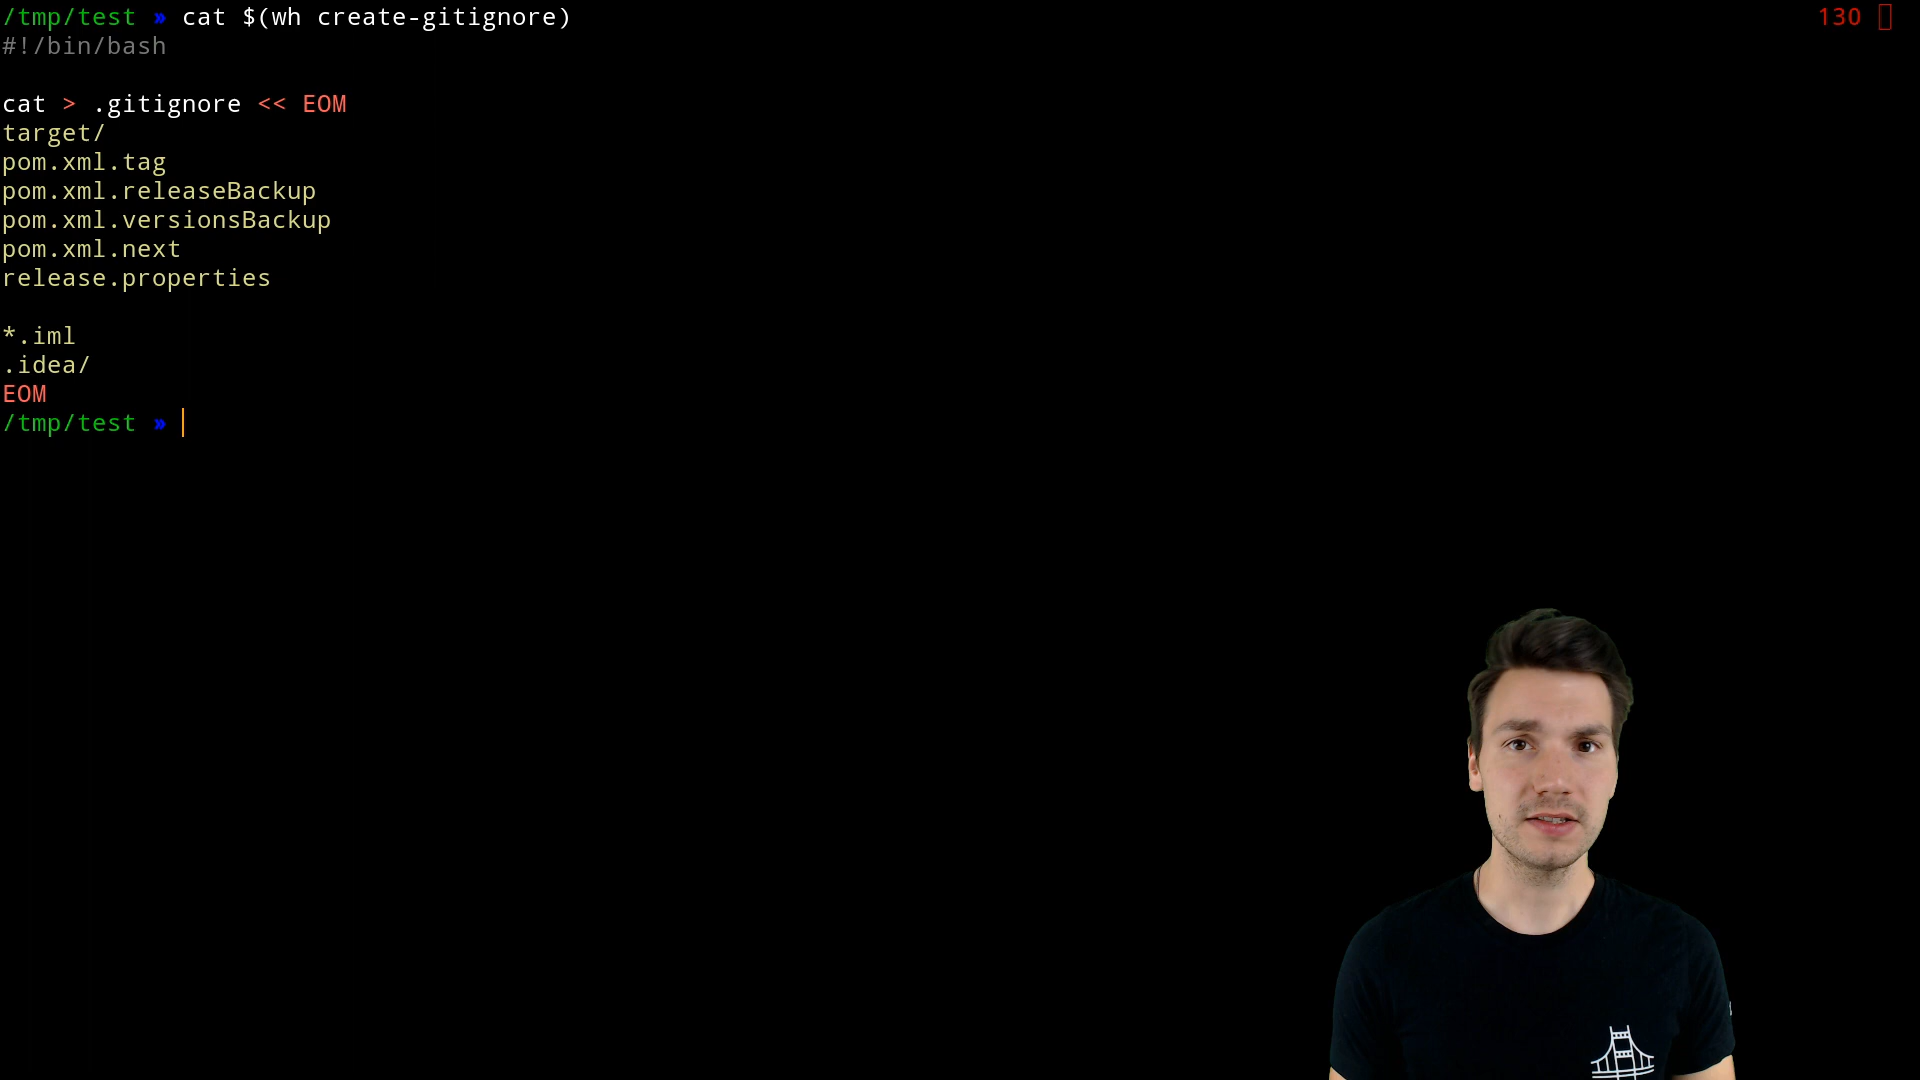 /tmp/test » cat $(wh create-gitignore)
130
#!/bin/bash
cat > .gitignore << EOM
target/
pom.xml.tag
pom.xml.releaseBackup
pom.xml.versionsBackup
pom.xml.next
release.properties
*.iml
.idea/
EOM
/tmp/test »